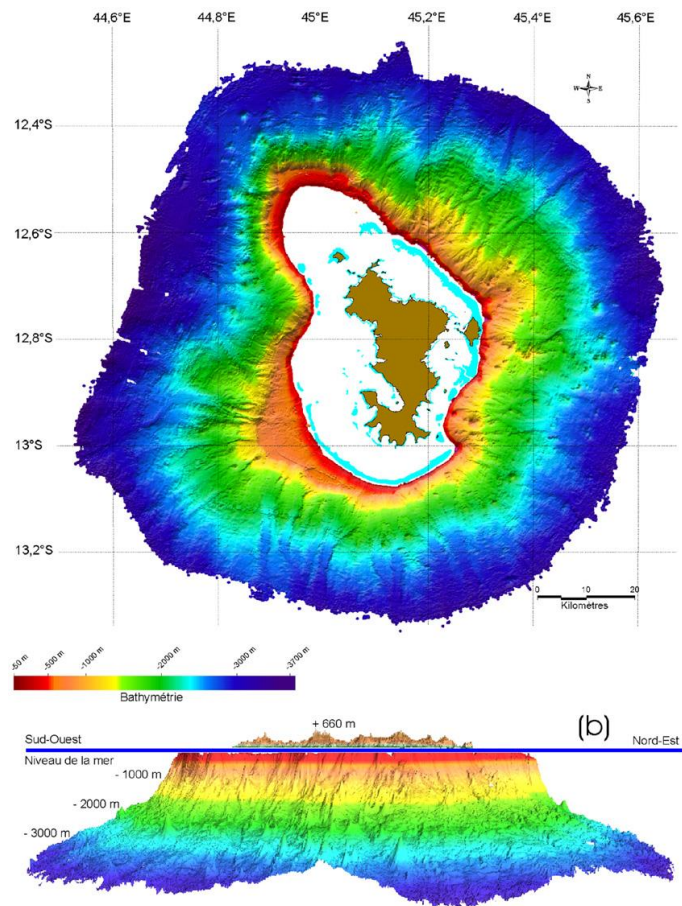 44,6°E 44,8° 45°E 45,2° 45,4°E 45,6°E
N
W E
S
12,4°S
12,6°S
12,8°S
13°S
13,2°S
0 10 20
Kilomètres
-50 m -500 m -1000 m -2000 m -3000 m -3700 m
Bathymétrie
+ 660 m
(b)
Sud-Ouest Nord-Est
Niveau de la mer
- 1000 m
- 2000 m
- 3000 m